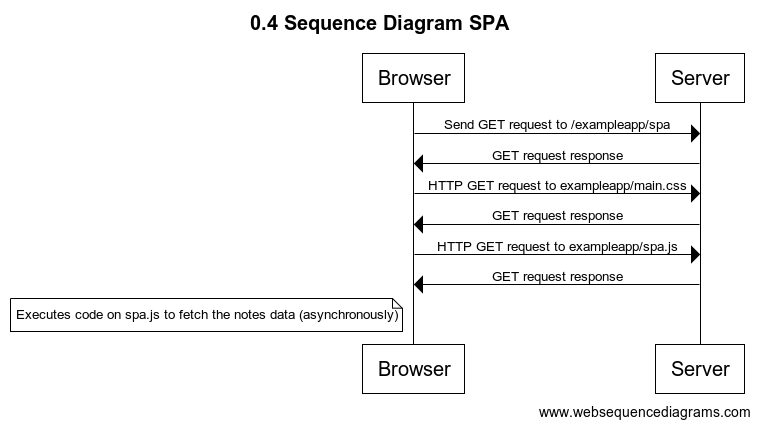 0.4 Sequence Diagram SPA
Browser
Server
Send GET request to /exampleapp/spa
GET request response
HTTP GET request to exampleapp/main.css
GET request response
HTTP GET request to exampleapp/spa.js
GET request response
Executes code on spa.js to fetch the notes data (asynchronously)
Browser
Server
www.websequencediagrams.com